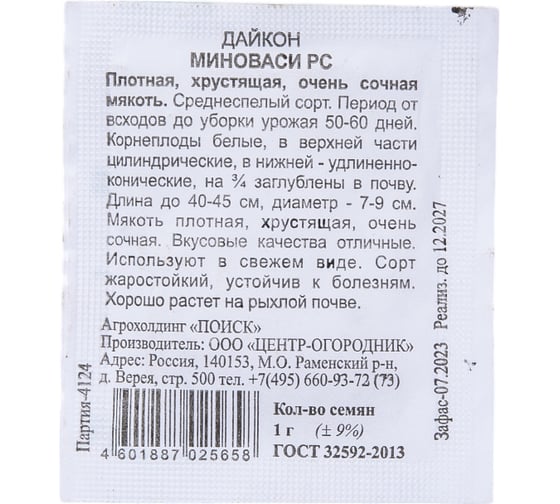 ДАЙКОН
МИНОВАСИ РС
Плотная, хрустящая, очень сочная
мякоть. Среднеспелый сорт. Период от
всходов до уборки урожая 50-60 дней.
Корнеплоды белые, в верхней части
цилиндрические, в нижней - удлиненно-
конические, на ¾ заглублены в почву.
Длина до 40-45 см, диаметр - 7-9 см.
Мякоть плотная, хрустящая, очень
сочная. Вкусовые качества отличные.
Используют в свежем виде. Сорт
жаростойкий, устойчив к болезням.
Хорошо растет на рыхлой почве.
Агрохолдинг «ПОИСК»
Производитель: ООО «ЦЕНТР-ОГОРОДНИК»
Адрес: Россия, 140153, М.О. Раменский р-н,
д. Верея, стр. 500 тел. +7(495) 660-93-72 (73)
Партия-4124
4 601887 025658
Кол-во семян
1 г (± 9%)
ГОСТ 32592-2013
Зафас-07.2023 Реализ. до 12.2027